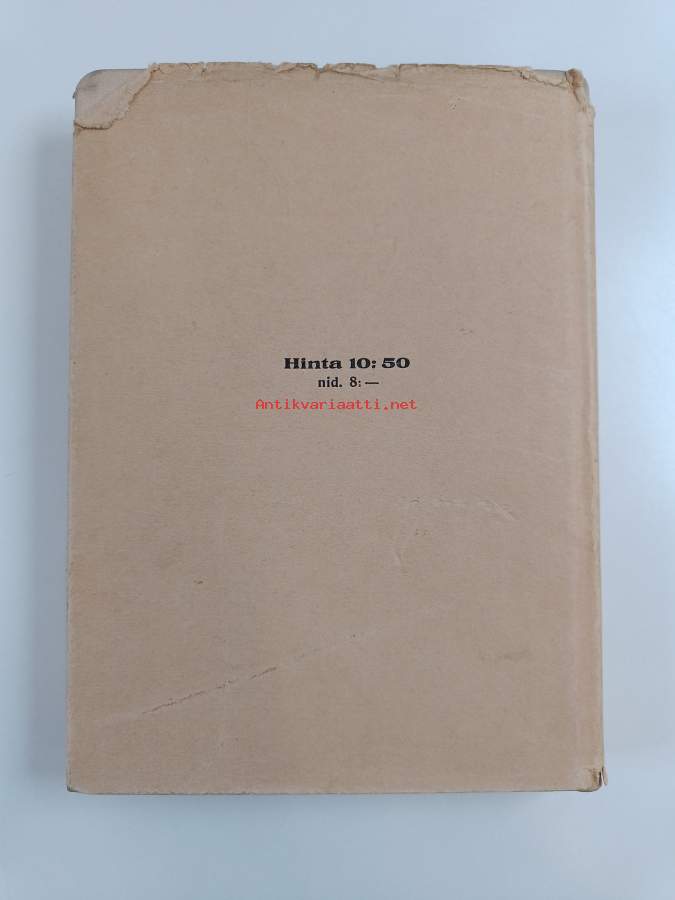 Hinta 10: 50
nid. 8: —
Antikvariaatti.net